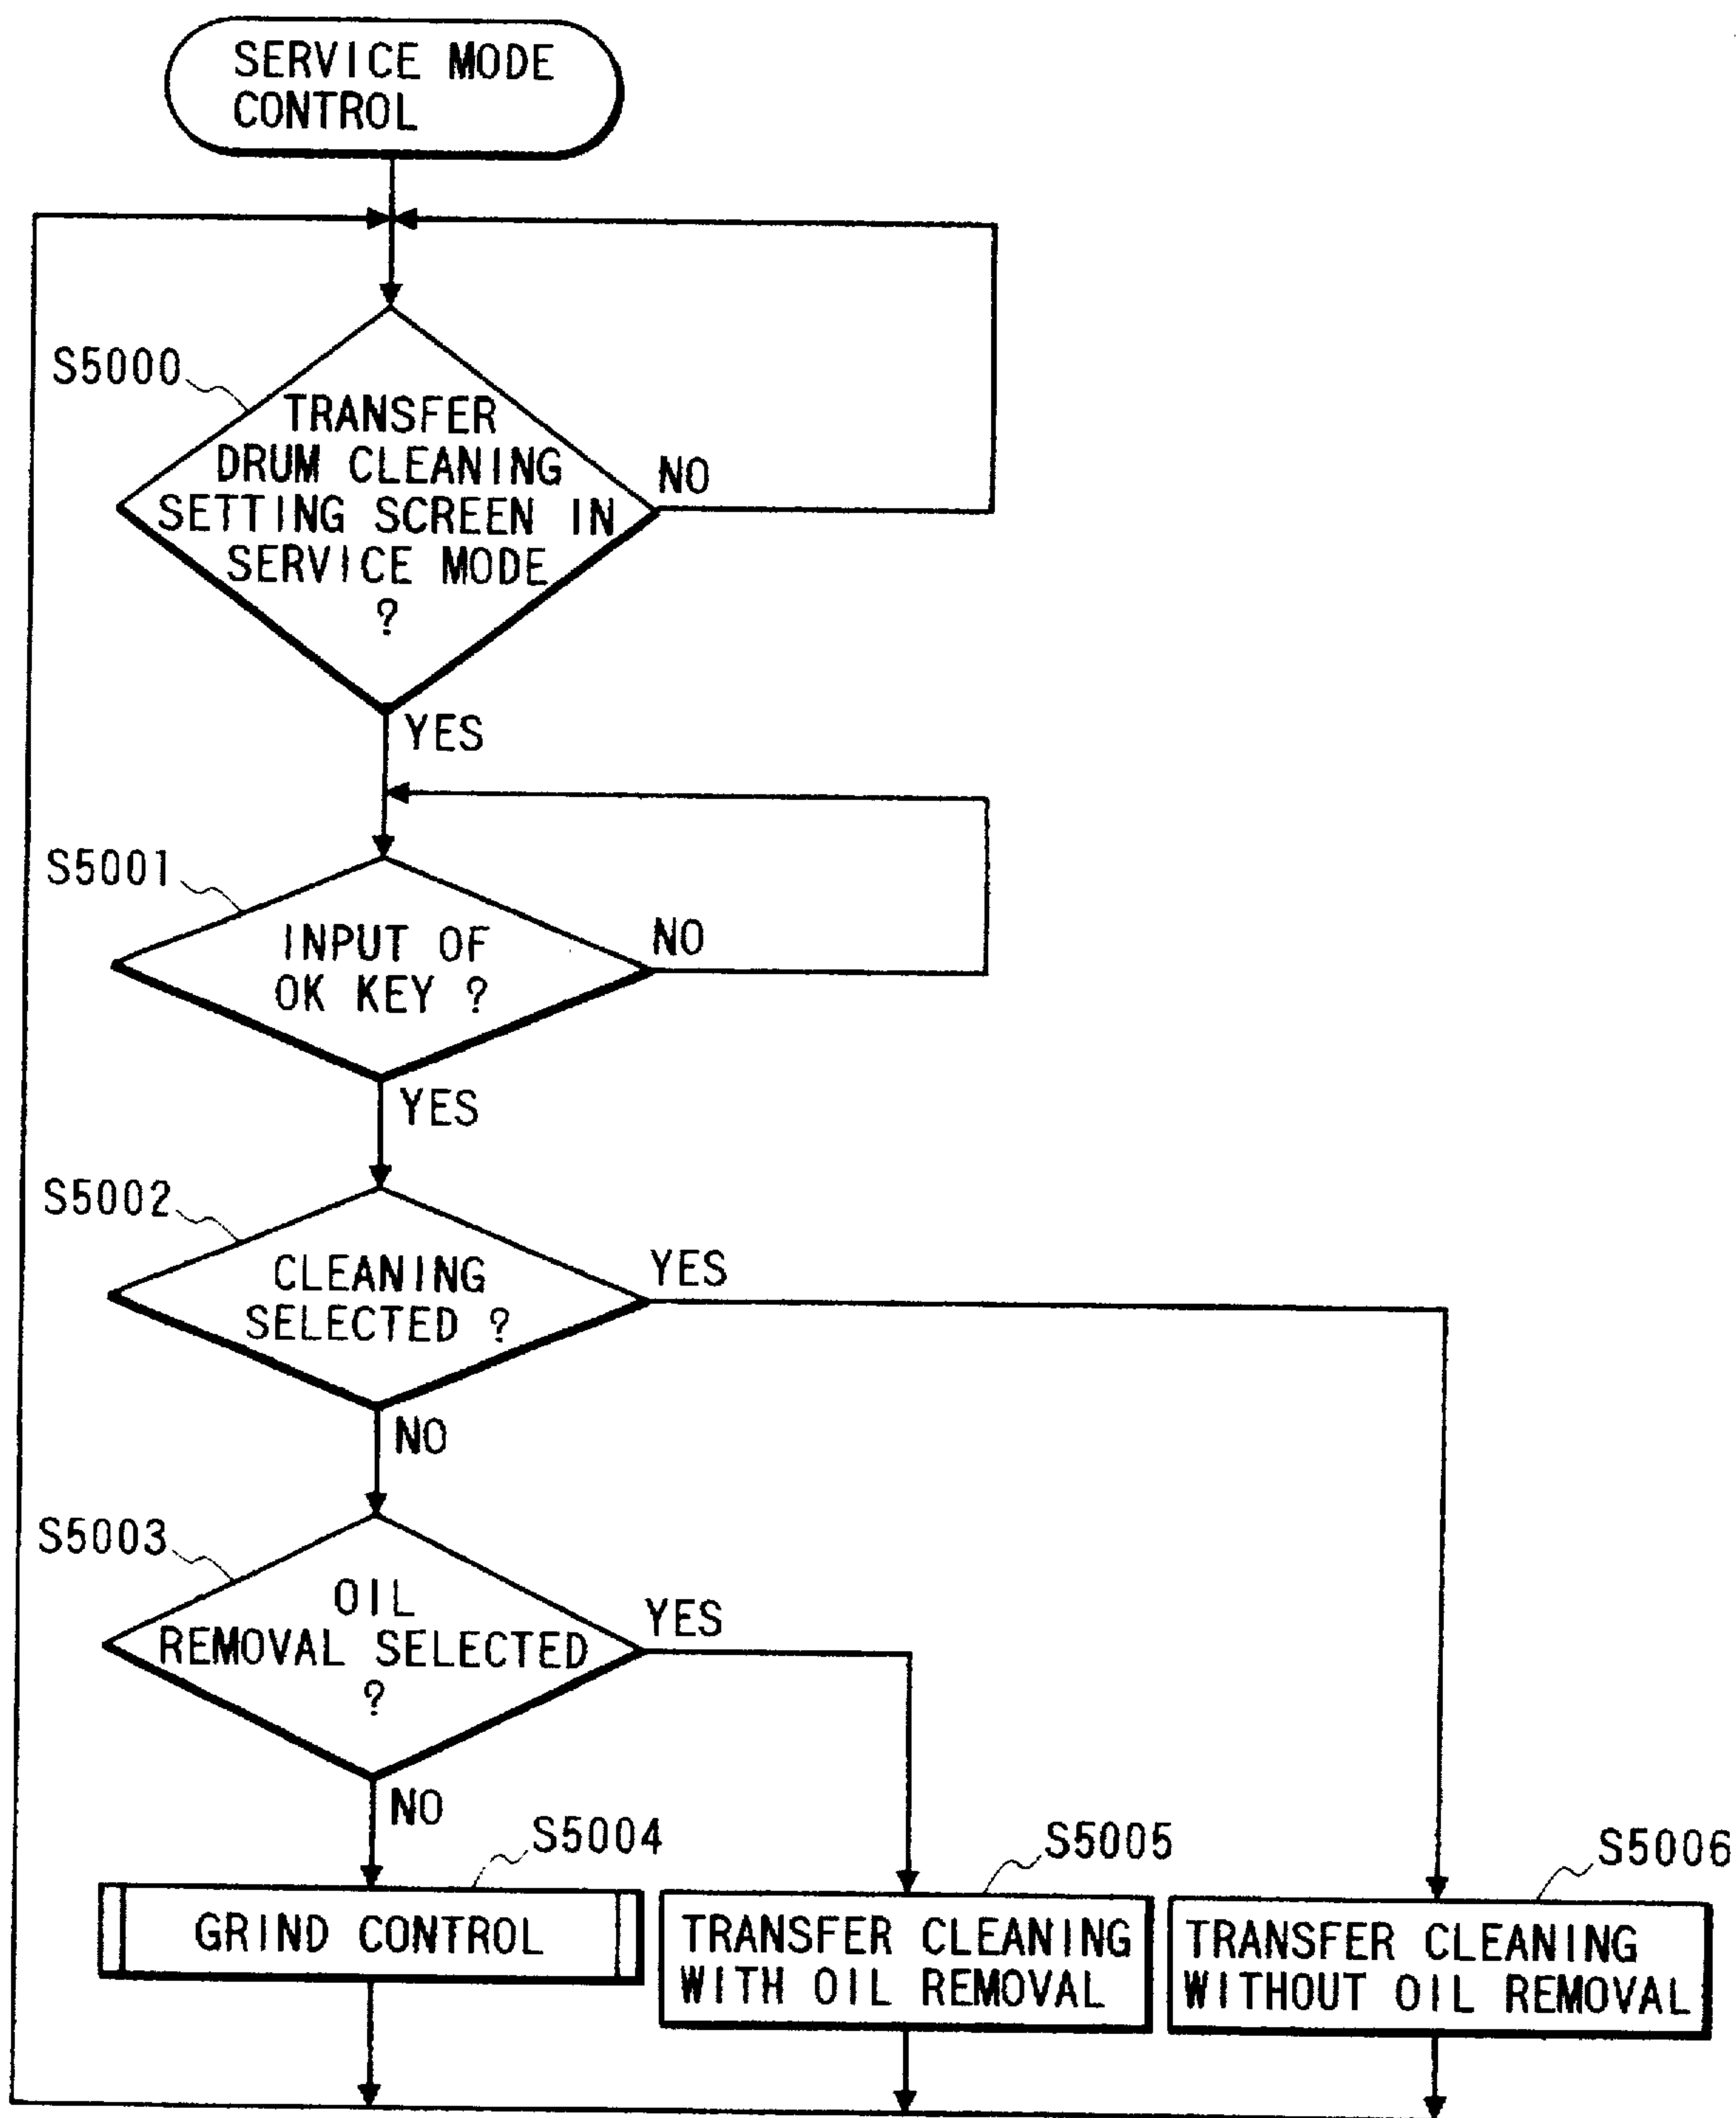 SERVICE MODE
CONTROL
S5000
TRANSFER
DRUM CLEANING
SETTING SCREEN IN
SERVICE MODE
?
NO
YES
S5001
INPUT OF
OK KEY ?
NO
YES
S5002
CLEANING
SELECTED ?
YES
NO
S5003
OIL
REMOVAL SELECTED
?
YES
NO
S5004
GRIND CONTROL
S5005
TRANSFER CLEANING
WITH OIL REMOVAL
S5006
TRANSFER CLEANING
WITHOUT OIL REMOVAL